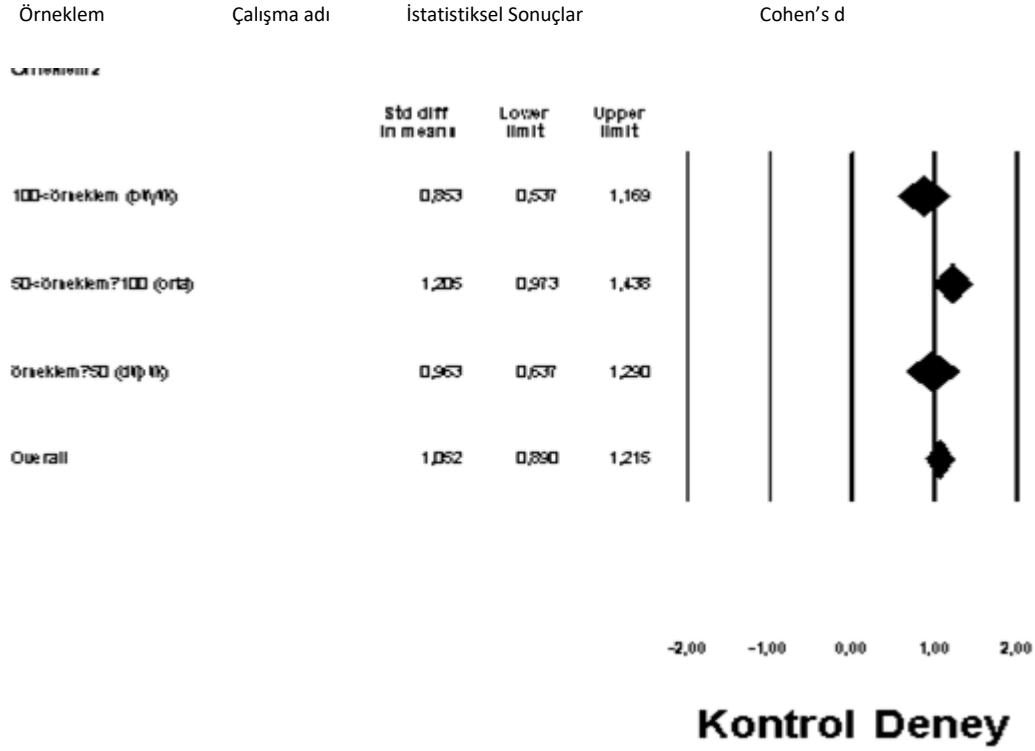 Örneklem Çalışma adı İstatistiksel Sonuçlar Cohen's d
Std diff in means Lower limit Upper limit
100<örneklem 0,853 0,537 1,169
50<örneklem?100 (orta) 1,205 0,973 1,438
örneklem?50 0,963 0,637 1,290
Overall 1,052 0,890 1,215
-2,00 -1,00 0,00 1,00 2,00
Kontrol Deney